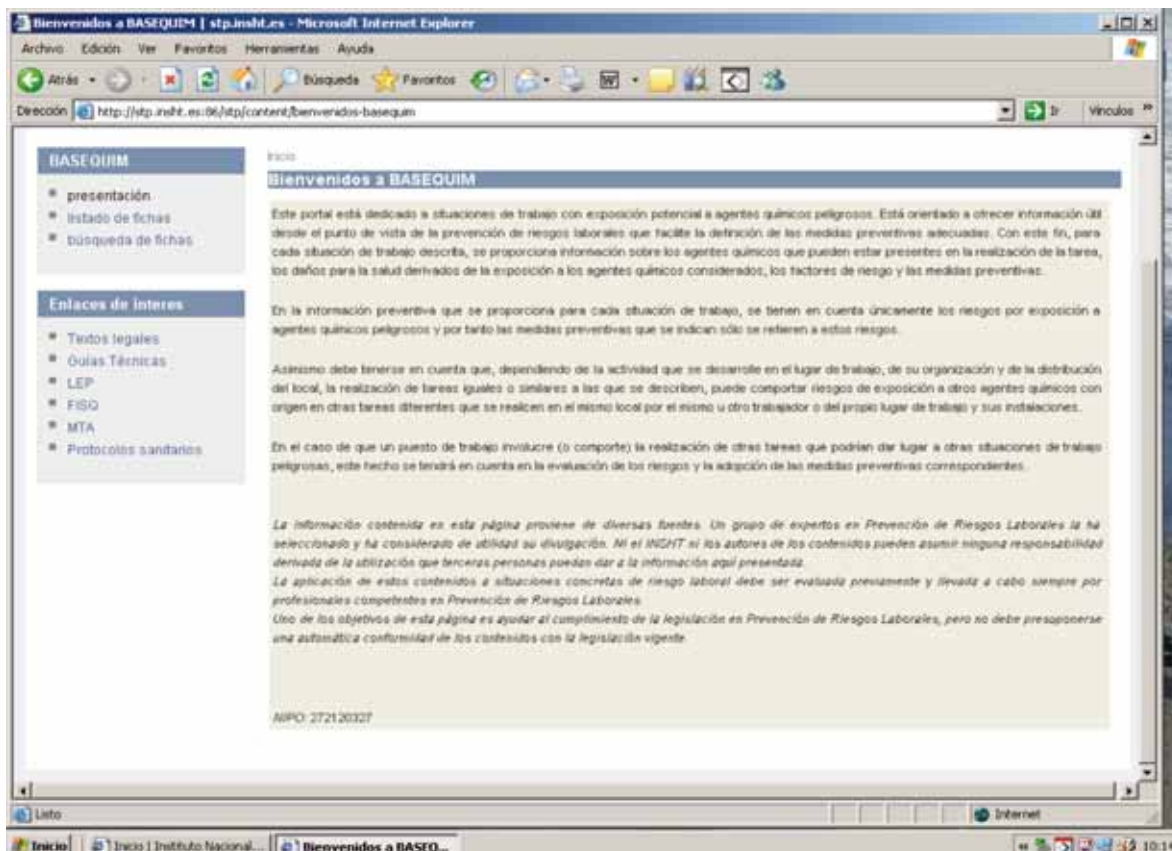 Bienvenidos a BASEQUIM | stp.insht.es - Microsoft Internet Explorer
Archivo Edición Ver Favoritos Herramientas Ayuda
Atrás Búsqueda Favoritos
Dirección http://stp.insht.es:86/stp/content/bienvenidos-basequim Ir Vínculos
BASEQUIM
presentación
listado de fichas
búsqueda de fichas
Enlaces de interes
Textos legales
Guías Técnicas
LEP
FISQ
MTA
Protocolos sanitarios
Inicio
Bienvenidos a BASEQUIM
Este portal está dedicado a situaciones de trabajo con exposición potencial a agentes químicos peligrosos. Está orientado a ofrecer información útil
desde el punto de vista de la prevención de riesgos laborales que facilite la definición de las medidas preventivas adecuadas. Con este fin, para
cada situación de trabajo descrita, se proporciona información sobre los agentes químicos que pueden estar presentes en la realización de la tarea,
los daños para la salud derivados de la exposición a los agentes químicos considerados, los factores de riesgo y las medidas preventivas.
En la información preventiva que se proporciona para cada situación de trabajo, se tienen en cuenta únicamente los riesgos por exposición a
agentes químicos peligrosos y por tanto las medidas preventivas que se indican sólo se refieren a estos riesgos.
Asimismo debe tenerse en cuenta que, dependiendo de la actividad que se desarrolle en el lugar de trabajo, de su organización y de la distribución
del local, la realización de tareas iguales o similares a las que se describen, puede comportar riesgos de exposición a otros agentes químicos con
origen en otras tareas diferentes que se realicen en el mismo local por el mismo u otro trabajador o del propio lugar de trabajo y sus instalaciones.
En el caso de que un puesto de trabajo involucre (o comporte) la realización de otras tareas que podrían dar lugar a otras situaciones de trabajo
peligrosas, este hecho se tendrá en cuenta en la evaluación de los riesgos y la adopción de las medidas preventivas correspondientes.
La información contenida en esta página proviene de diversas fuentes. Un grupo de expertos en Prevención de Riesgos Laborales la ha
seleccionado y ha considerado de utilidad su divulgación. Ni el INSHT ni los autores de los contenidos pueden asumir ninguna responsabilidad
derivada de la utilización que terceras personas puedan dar a la información aquí presentada.
La aplicación de estos contenidos a situaciones concretas de riesgo laboral debe ser evaluada previamente y llevada a cabo siempre por
profesionales competentes en Prevención de Riesgos Laborales
Uno de los objetivos de esta página es ayudar al cumplimiento de la legislación en Prevención de Riesgos Laborales, pero no debe presuponerse
una automática conformidad de los contenidos con la legislación vigente.
NIPO: 272120327
Listo Internet
Inicio Inicio | Instituto Nacional... Bienvenidos a BASEQ...